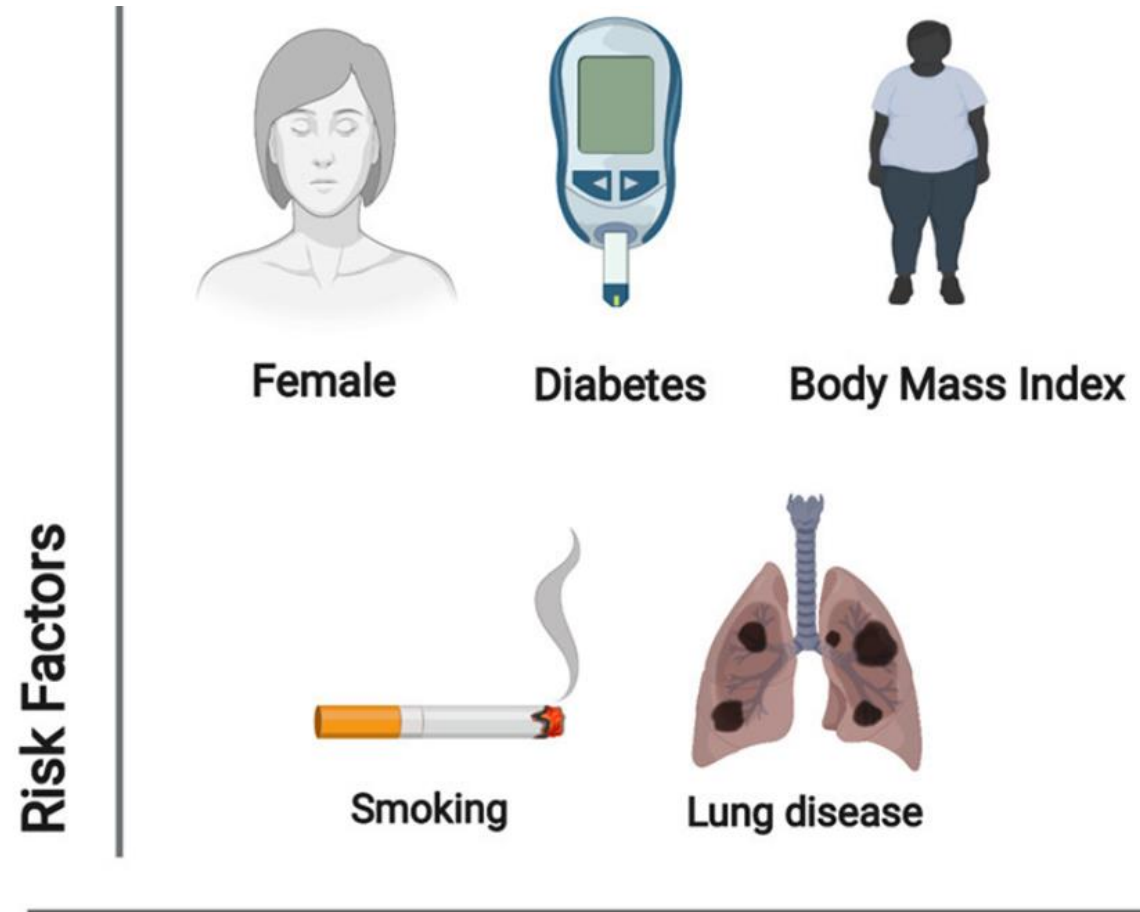 Female
Diabetes
Body Mass Index
Risk Factors
Smoking
Lung disease